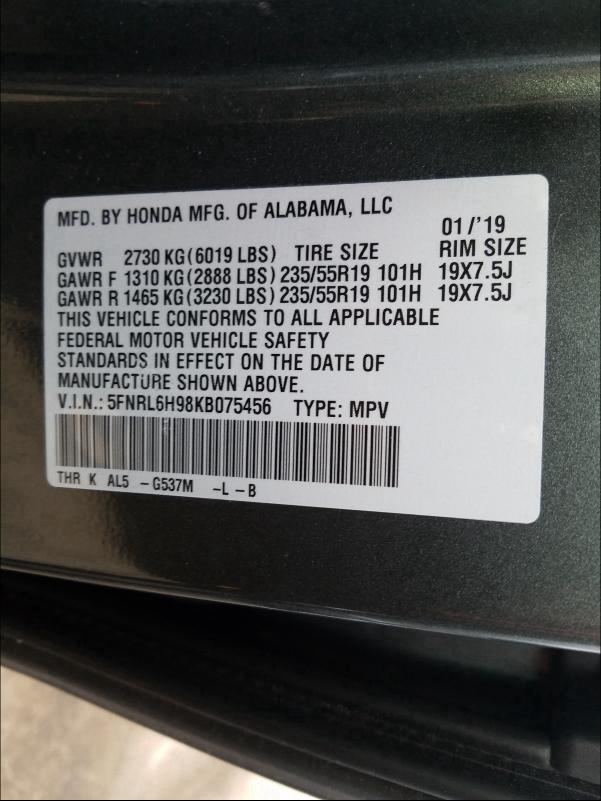 MFD. BY HONDA MFG. OF ALABAMA, LLC 01/'19
GVWR 2730 KG(6019 LBS) TIRE SIZE RIM SIZE
GAWR F 1310 KG(2888 LBS) 235/55R19 101H 19X7.5J
GAWR R 1465 KG(3230 LBS) 235/55R19 101H 19X7.5J
THIS VEHICLE CONFORMS TO ALL APPLICABLE
FEDERAL MOTOR VEHICLE SAFETY
STANDARDS IN EFFECT ON THE DATE OF
MANUFACTURE SHOWN ABOVE.
V.I.N.: 5FNRL6H98KB075456 TYPE: MPV
THR K AL5 -G537M -L-B